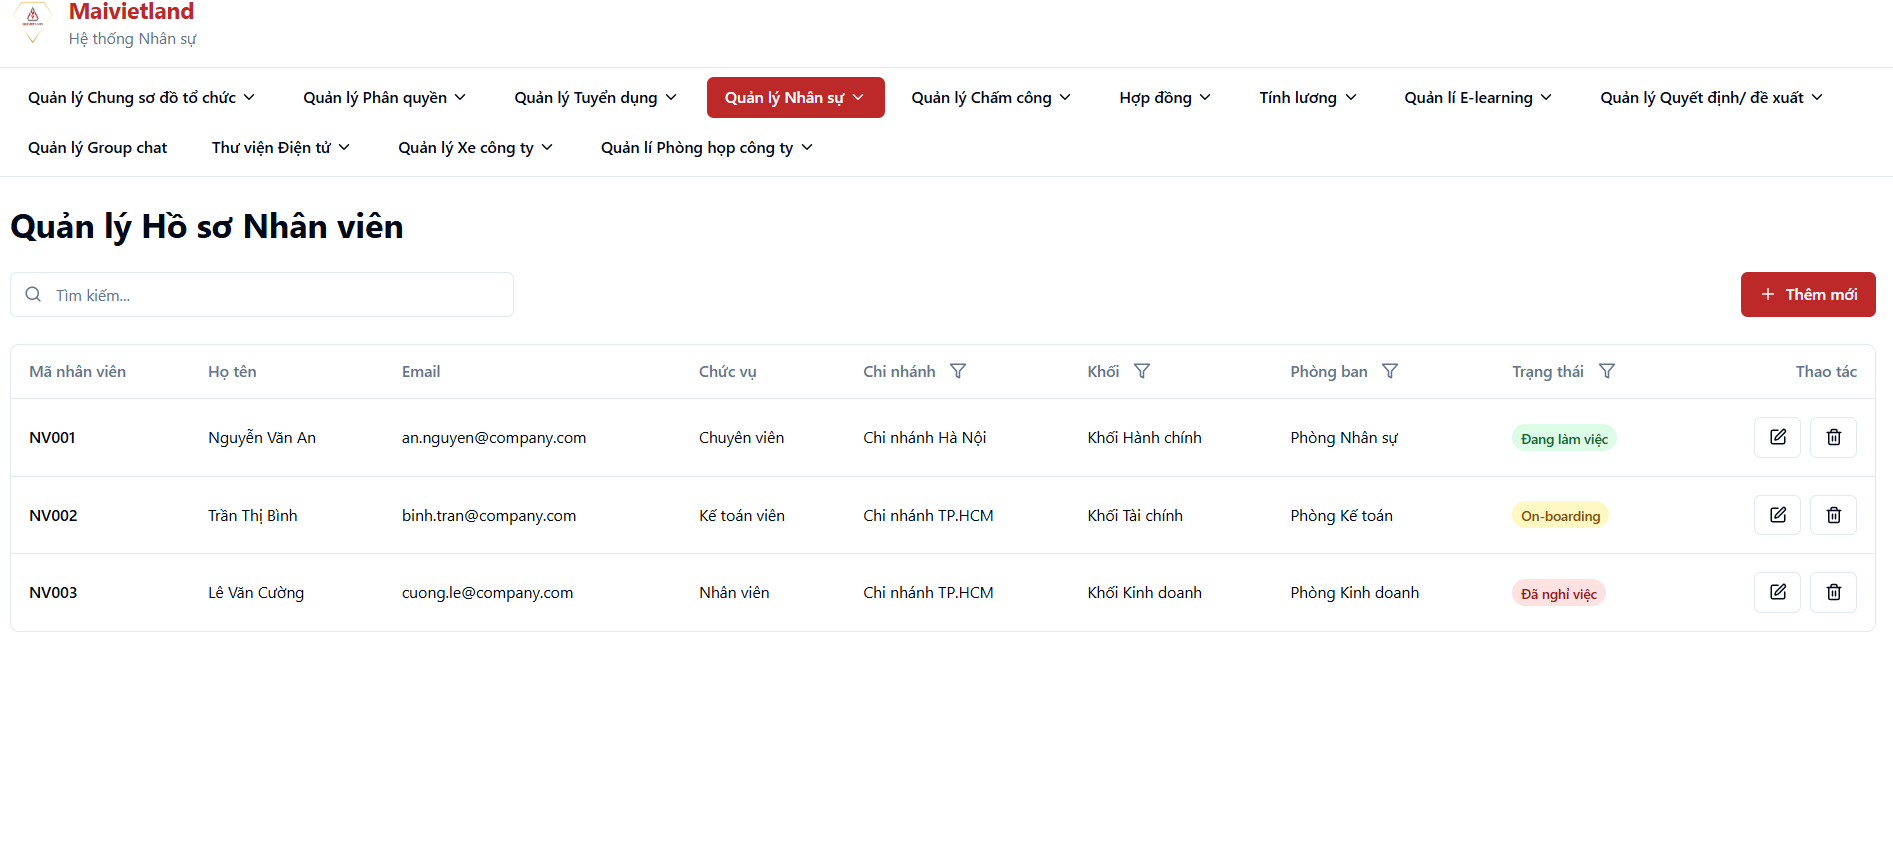 Maivietland
Hệ thống Nhân sự
Quản lý Chung sơ đồ tổ chức Quản lý Phân quyền Quản lý Tuyển dụng Quản lý Nhân sự Quản lý Chấm công Hợp đồng Tính lương Quản lí E-learning Quản lý Quyết định/ đề xuất
Quản lý Group chat Thư viện Điện tử Quản lý Xe công ty Quản lí Phòng họp công ty
Quản lý Hồ sơ Nhân viên
Tìm kiếm...
Thêm mới
Mã nhân viên Họ tên Email Chức vụ Chi nhánh Khối Phòng ban Trạng thái Thao tác
NV001 Nguyễn Văn An an.nguyen@company.com Chuyên viên Chi nhánh Hà Nội Khối Hành chính Phòng Nhân sự Đang làm việc
NV002 Trần Thị Bình binh.tran@company.com Kế toán viên Chi nhánh TP.HCM Khối Tài chính Phòng Kế toán On-boarding
NV003 Lê Văn Cường cuong.le@company.com Nhân viên Chi nhánh TP.HCM Khối Kinh doanh Phòng Kinh doanh Đã nghỉ việc